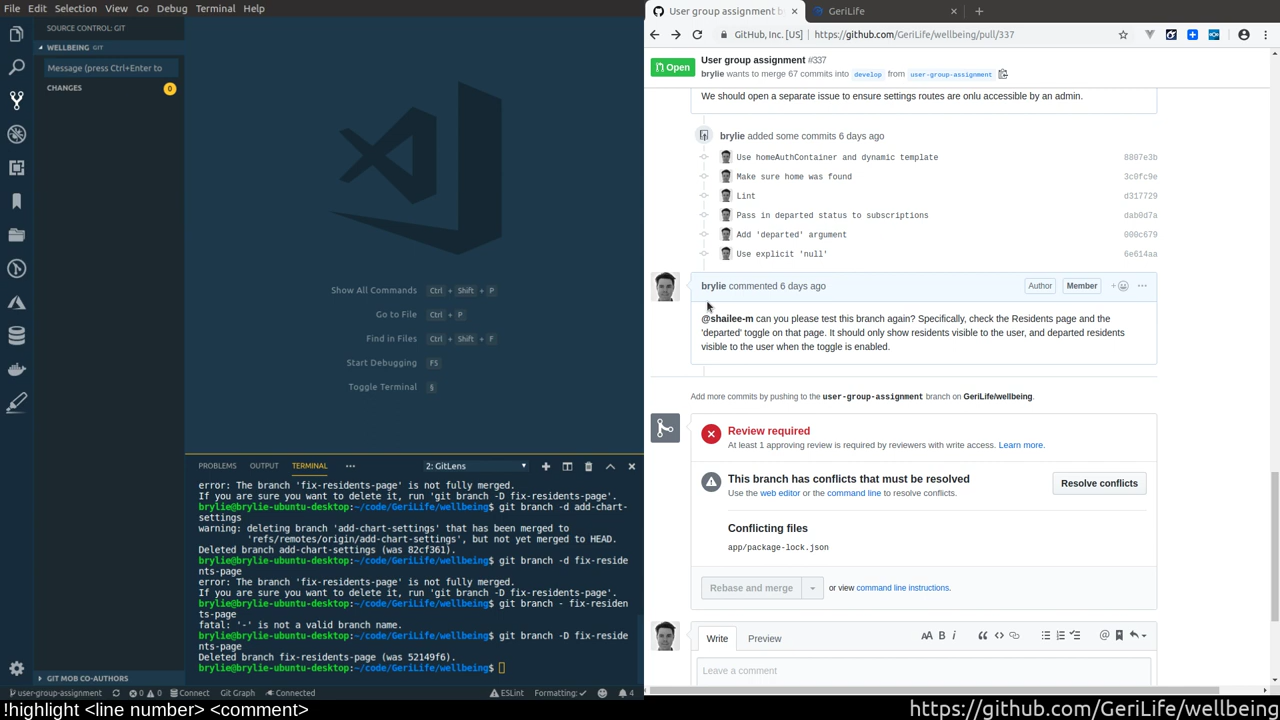 File Edit Selection View Go Debug Terminal Help
SOURCE CONTROL: GIT
WELLBEING GIT
Message (press Ctrl+Enter to
CHANGES 0
Show All Commands Ctrl + Shift + P
Go to File Ctrl + P
Find in Files Ctrl + Shift + F
Start Debugging F5
Toggle Terminal §
PROBLEMS OUTPUT TERMINAL ••• 2: GitLens
error: The branch 'fix-residents-page' is not fully merged.
If you are sure you want to delete it, run 'git branch -D fix-residents-page'.
brylie@brylie-ubuntu-desktop:~/code/GeriLife/wellbeing$ git branch -d add-chart-
settings
warning: deleting branch 'add-chart-settings' that has been merged to
'refs/remotes/origin/add-chart-settings', but not yet merged to HEAD.
Deleted branch add-chart-settings (was 82cf361).
brylie@brylie-ubuntu-desktop:~/code/GeriLife/wellbeing$ git branch -d fix-reside
nts-page
error: The branch 'fix-residents-page' is not fully merged.
If you are sure you want to delete it, run 'git branch -D fix-residents-page'.
brylie@brylie-ubuntu-desktop:~/code/GeriLife/wellbeing$ git branch - fix-residen
ts-page
fatal: '-' is not a valid branch name.
brylie@brylie-ubuntu-desktop:~/code/GeriLife/wellbeing$ git branch -D fix-reside
nts-page
Deleted branch fix-residents-page (was 52149f6).
brylie@brylie-ubuntu-desktop:~/code/GeriLife/wellbeing$
GIT MOB CO-AUTHORS
user-group-assignment 0 0 Connect Git Graph Connected ESLint Formatting: ✓ 4
!highlight <line number> <comment>
User group assignment b
GeriLife
GitHub, Inc. [US] https://github.com/GeriLife/wellbeing/pull/337
Open
User group assignment #337
brylie wants to merge 67 commits into develop from user-group-assignment
We should open a separate issue to ensure settings routes are onlu accessible by an admin.
brylie added some commits 6 days ago
Use homeAuthContainer and dynamic template 8807e3b
Make sure home was found 3c0fc9e
Lint d317729
Pass in departed status to subscriptions dab0d7a
Add 'departed' argument 000c679
Use explicit 'null' 6e614aa
brylie commented 6 days ago Author Member
@shailee-m can you please test this branch again? Specifically, check the Residents page and the
'departed' toggle on that page. It should only show residents visible to the user, and departed residents
visible to the user when the toggle is enabled.
Add more commits by pushing to the user-group-assignment branch on GeriLife/wellbeing.
Review required
At least 1 approving review is required by reviewers with write access. Learn more.
This branch has conflicts that must be resolved
Use the web editor or the command line to resolve conflicts.
Resolve conflicts
Conflicting files
app/package-lock.json
Rebase and merge or view command line instructions.
Write Preview AA B i
Leave a comment
https://github.com/GeriLife/wellbeing